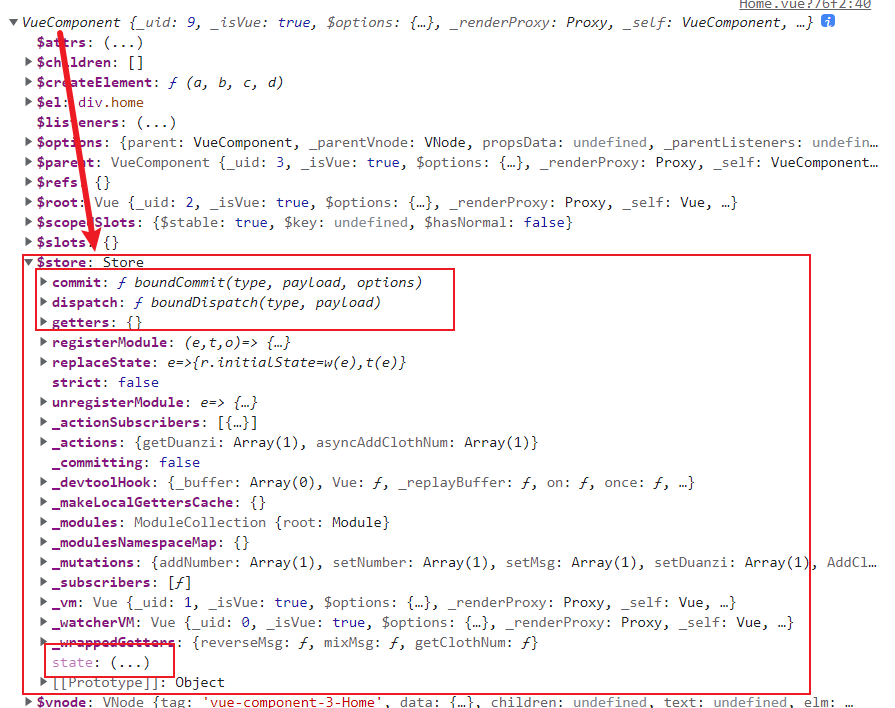 Home.vue?76f2:40
VueComponent {_uid: 9, _isVue: true, $options: {…}, _renderProxy: Proxy, _self: VueComponent, …}
$attrs: (...)
$children: []
$createElement: ƒ (a, b, c, d)
$el: div.home
$listeners: (...)
$options: {parent: VueComponent, _parentVnode: VNode, propsData: undefined, _parentListeners: undefin…
$parent: VueComponent {_uid: 3, _isVue: true, $options: {…}, _renderProxy: Proxy, _self: VueComponent…
$refs: {}
$root: Vue {_uid: 2, _isVue: true, $options: {…}, _renderProxy: Proxy, _self: Vue, …}
$scopedSlots: {$stable: true, $key: undefined, $hasNormal: false}
$slots: {}
$store: Store
commit: ƒ boundCommit(type, payload, options)
dispatch: ƒ boundDispatch(type, payload)
getters: {}
registerModule: (e,t,o)=> {…}
replaceState: e=>{r.initialState=w(e),t(e)}
strict: false
unregisterModule: e=> {…}
_actionSubscribers: [{…}]
_actions: {getDuanzi: Array(1), asyncAddClothNum: Array(1)}
_committing: false
_devtoolHook: {_buffer: Array(0), Vue: ƒ, _replayBuffer: ƒ, on: ƒ, once: ƒ, …}
_makeLocalGettersCache: {}
_modules: ModuleCollection {root: Module}
_modulesNamespaceMap: {}
_mutations: {addNumber: Array(1), setNumber: Array(1), setMsg: Array(1), setDuanzi: Array(1), AddCl…
_subscribers: [ƒ]
_vm: Vue {_uid: 1, _isVue: true, $options: {…}, _renderProxy: Proxy, _self: Vue, …}
_watcherVM: Vue {_uid: 0, _isVue: true, $options: {…}, _renderProxy: Proxy, _self: Vue, …}
_wrappedGetters: {reverseMsg: ƒ, mixMsg: ƒ, getClothNum: ƒ}
state: (...)
[[Prototype]]: Object
$vnode: VNode {tag: 'vue-component-3-Home', data: {…}, children: undefined, text: undefined, elm: …